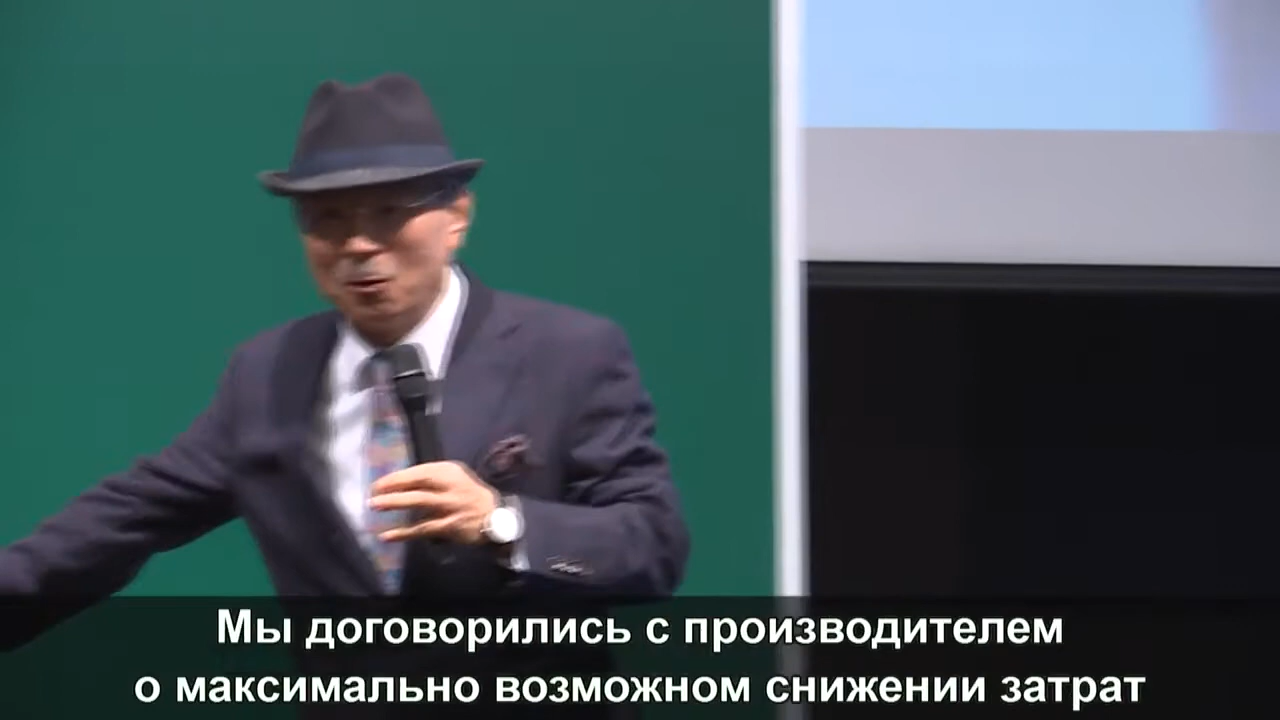 Мы договорились с производителем
о максимально возможном снижении затрат